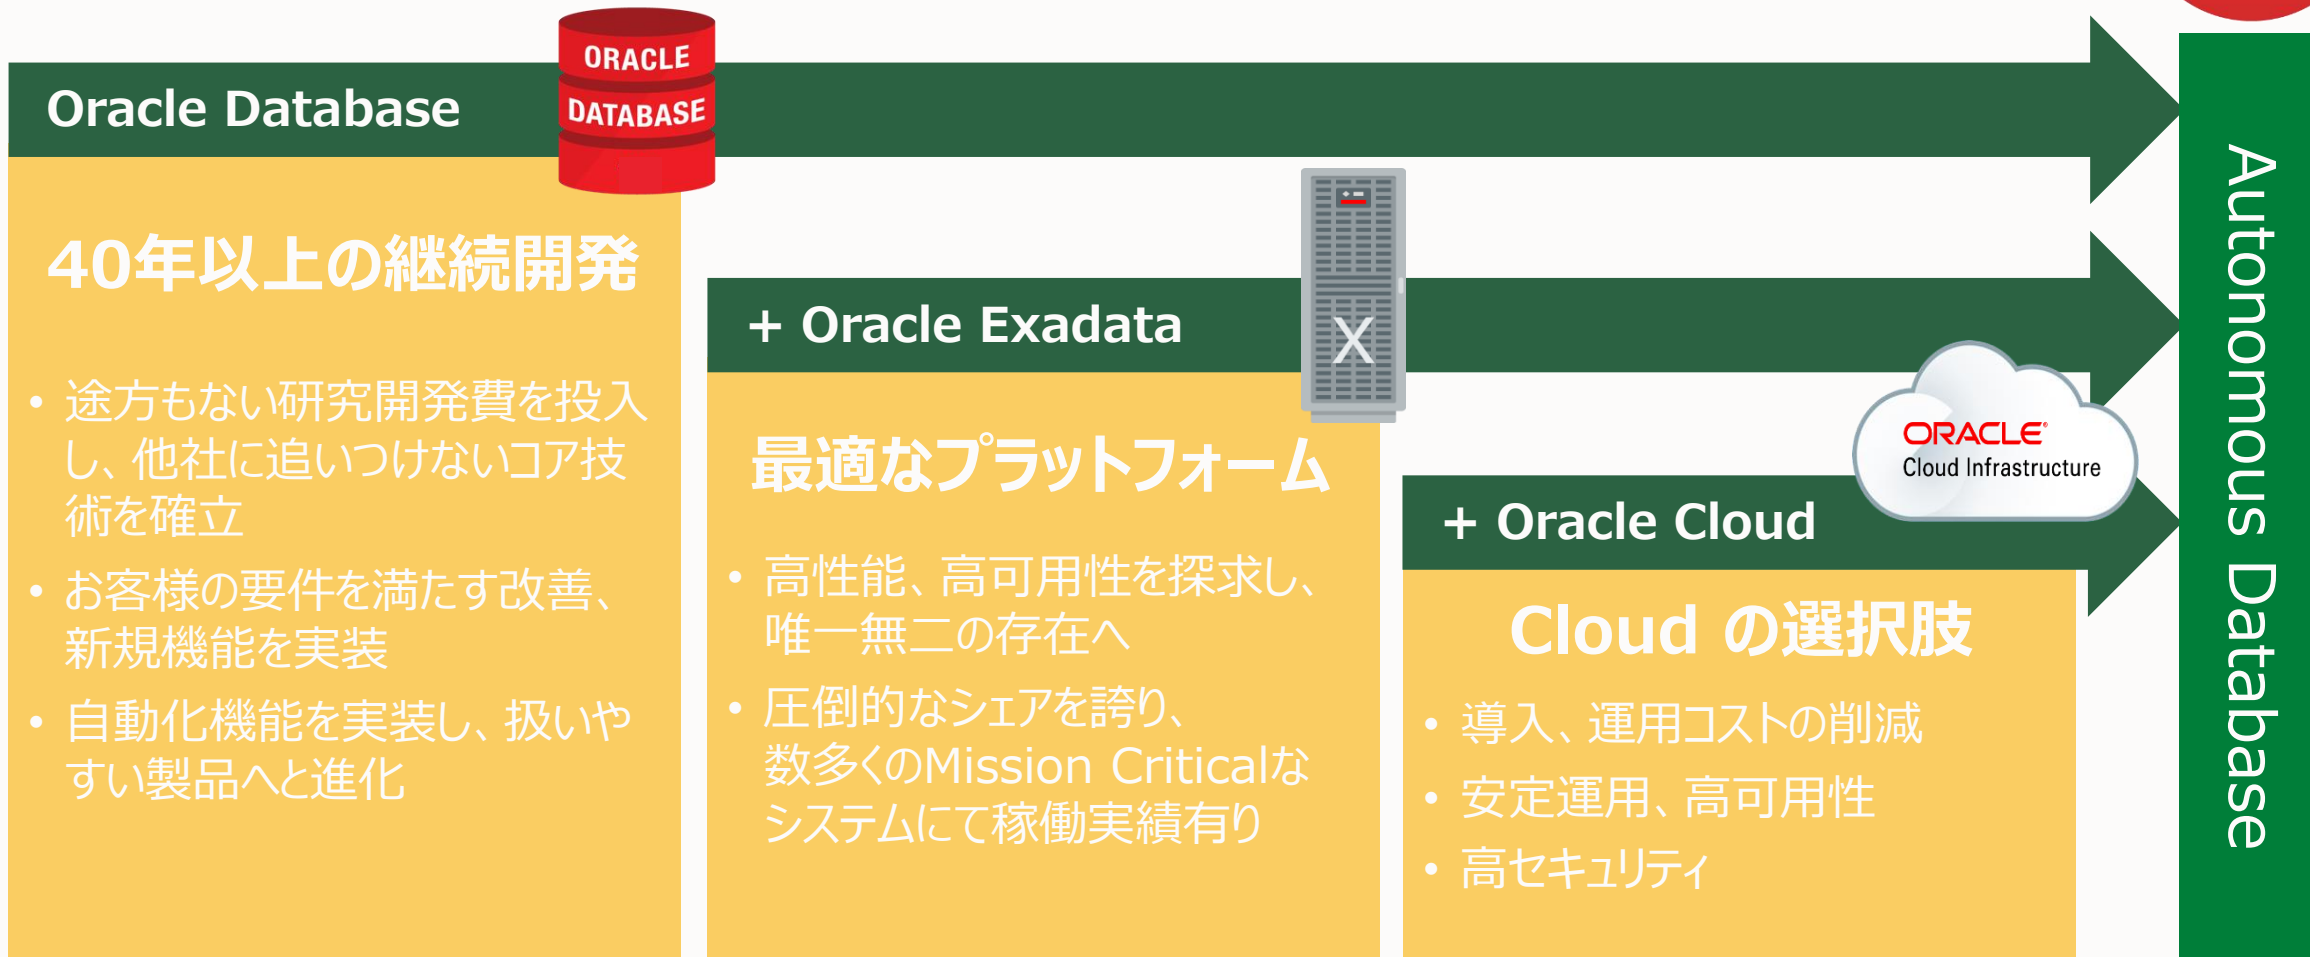 Oracle Database
ORACLE
DATABASE
40年以上の継続開発
• 途方もない研究開発費を投入
し、他社に追いつけないコア技
術を確立
• お客様の要件を満たす改善、
新規機能を実装
• 自動化機能を実装し、扱いや
すい製品へと進化
+ Oracle Exadata
X
最適なプラットフォーム
• 高性能、高可用性を探求し、
唯一無二の存在へ
• 圧倒的なシェアを誇り、
数多くのMission Criticalな
システムにて稼働実績有り
+ Oracle Cloud
ORACLE®
Cloud Infrastructure
Cloud の選択肢
• 導入、運用コストの削減
• 安定運用、高可用性
• 高セキュリティ
Autonomous Database